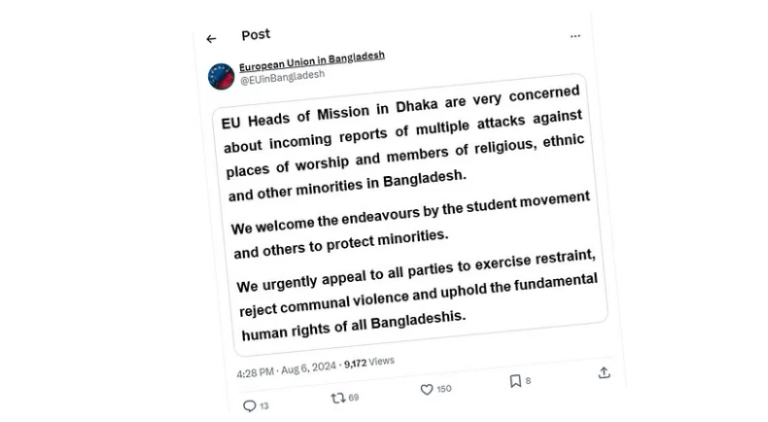 Post
European Union in Bangladesh
@EUinBangladesh
EU Heads of Mission in Dhaka are very concerned
about incoming reports of multiple attacks against
places of worship and members of religious, ethnic
and other minorities in Bangladesh.
We welcome the endeavours by the student movement
and others to protect minorities.
We urgently appeal to all parties to exercise restraint,
reject communal violence and uphold the fundamental
human rights of all Bangladeshis.
4:28 PM · Aug 6, 2024 · 9,172 Views
13 69 150 8